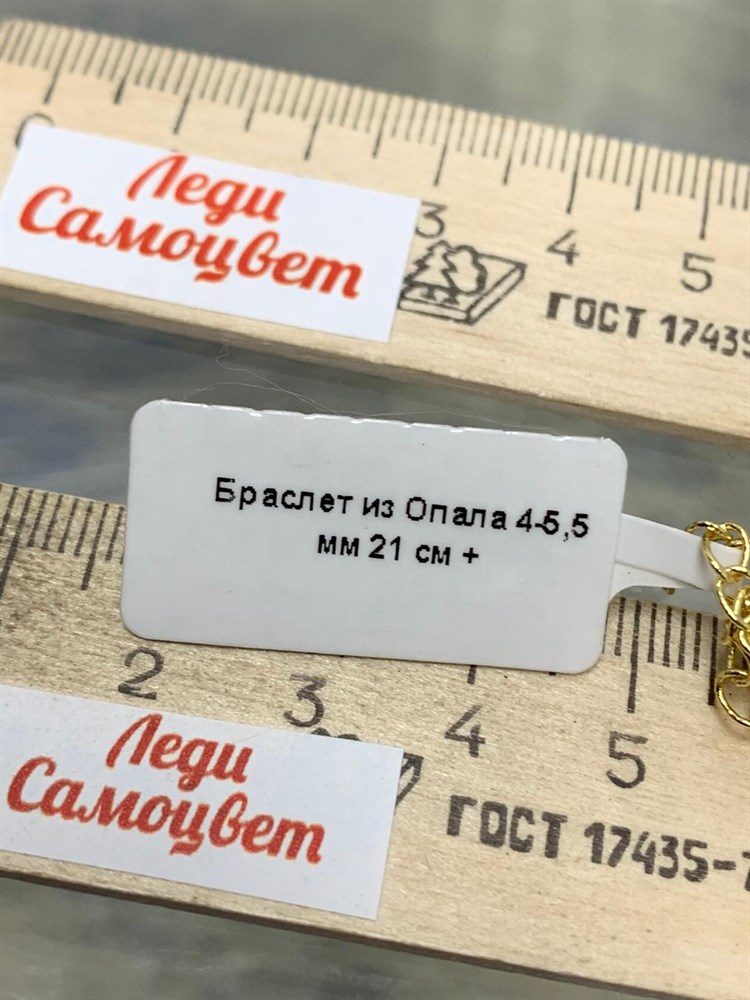 Леди
Самоцвет
3 4 5
ГОСТ 17435
Браслет из Опала 4-5,5
мм 21 см +
2 3 4 5
Леди
Самоцвет
ГОСТ 17435-7